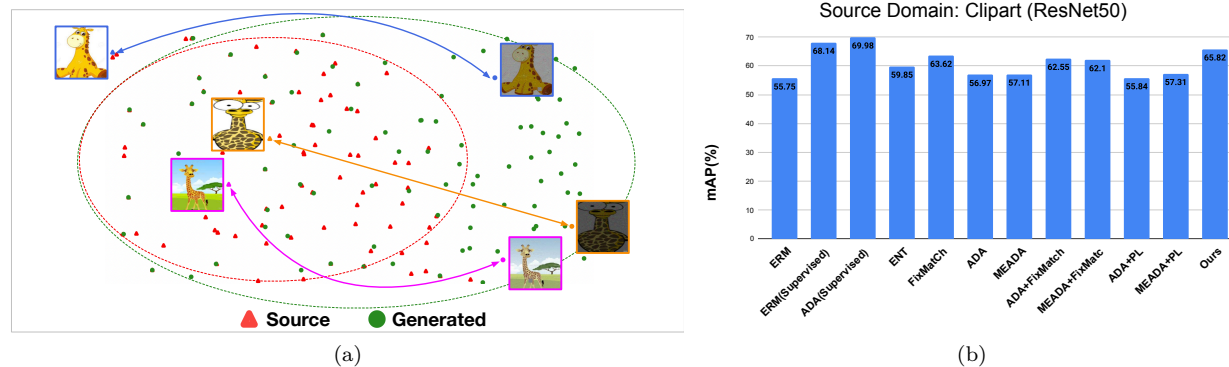 Source Generated
(a)
Source Domain: Clipart (ResNet50)
mAP(%)
70
60
50
40
30
20
10
0
55.75
68.14
69.98
59.85
63.62
56.97
57.11
62.55
62.1
55.84
57.31
65.82
ERM
ERM(Supervised)
ADA(Supervised)
ENT
FixMatCh
ADA
MEADA
ADA+FixMatch
MEADA+FixMatc
ADA+PL
MEADA+PL
Ours
(b)